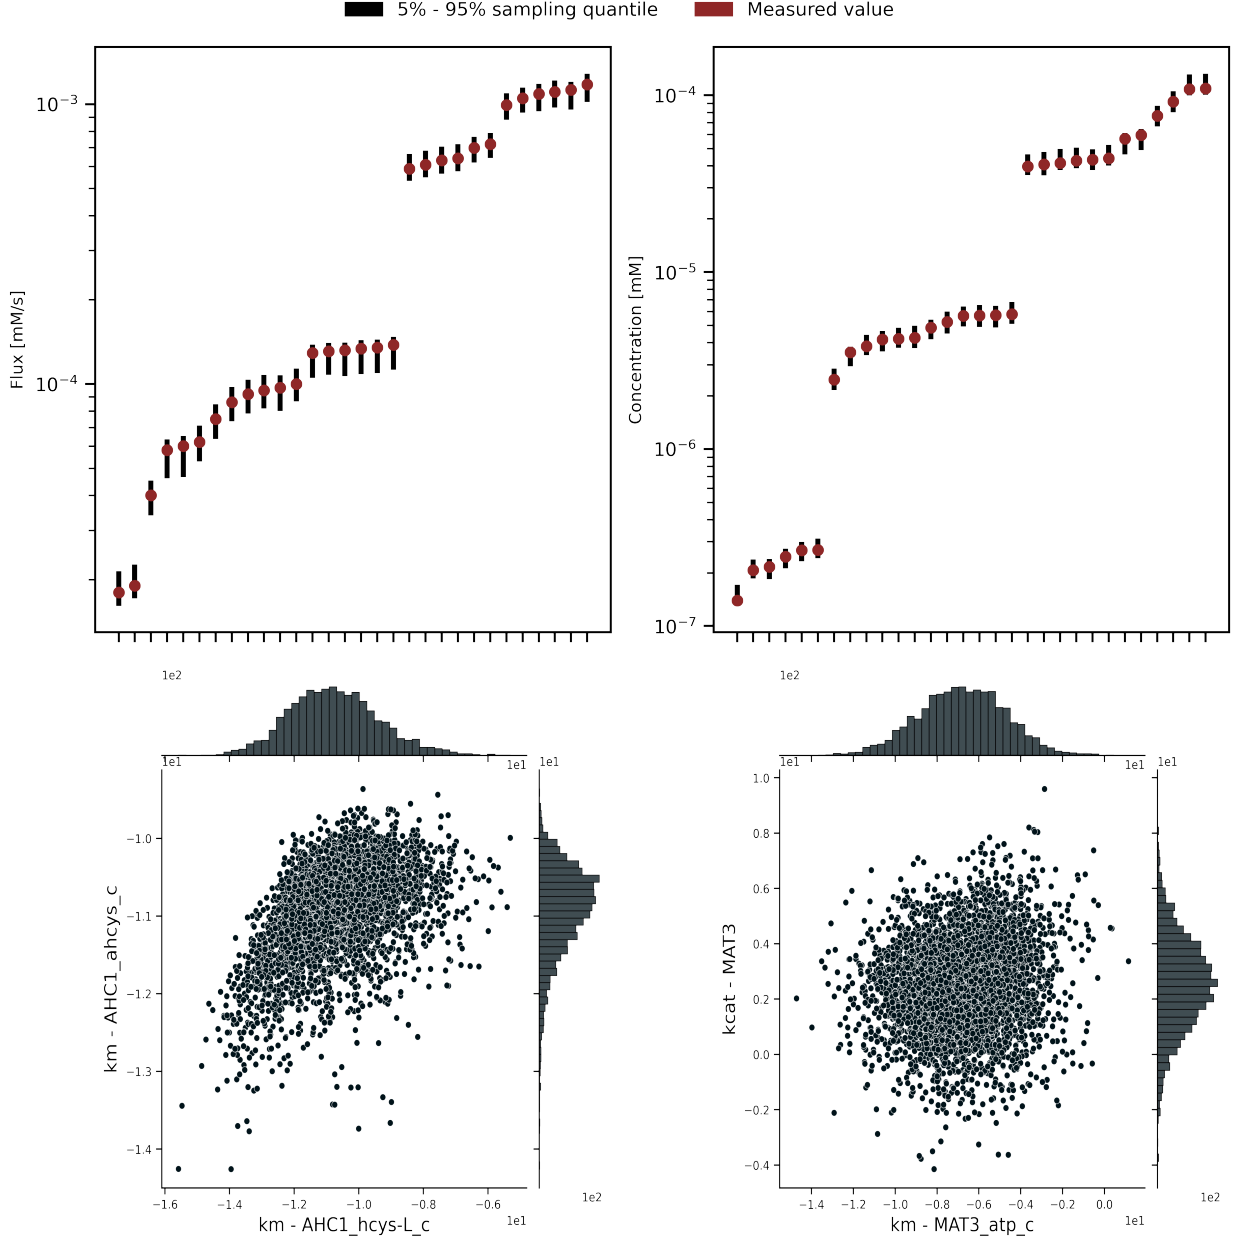 5% - 95% sampling quantile Measured value
10⁻³
10⁻⁴
Flux [mM/s]
10⁻⁴
10⁻⁵
10⁻⁶
10⁻⁷
Concentration [mM]
1e2
1e1 1e1 1e1
−1.0
−1.1
−1.2
−1.3
−1.4
km - AHC1_ahcys_c
−1.6 −1.4 −1.2 −1.0 −0.8 −0.6
1e2
km - AHC1_hcys-L_c
1e1
1e2
1e1 1e1 1e1
1.0
0.8
0.6
0.4
0.2
0.0
−0.2
−0.4
kcat - MAT3
−1.4 −1.2 −1.0 −0.8 −0.6 −0.4 −0.2 0.0
1e2
km - MAT3_atp_c
1e1